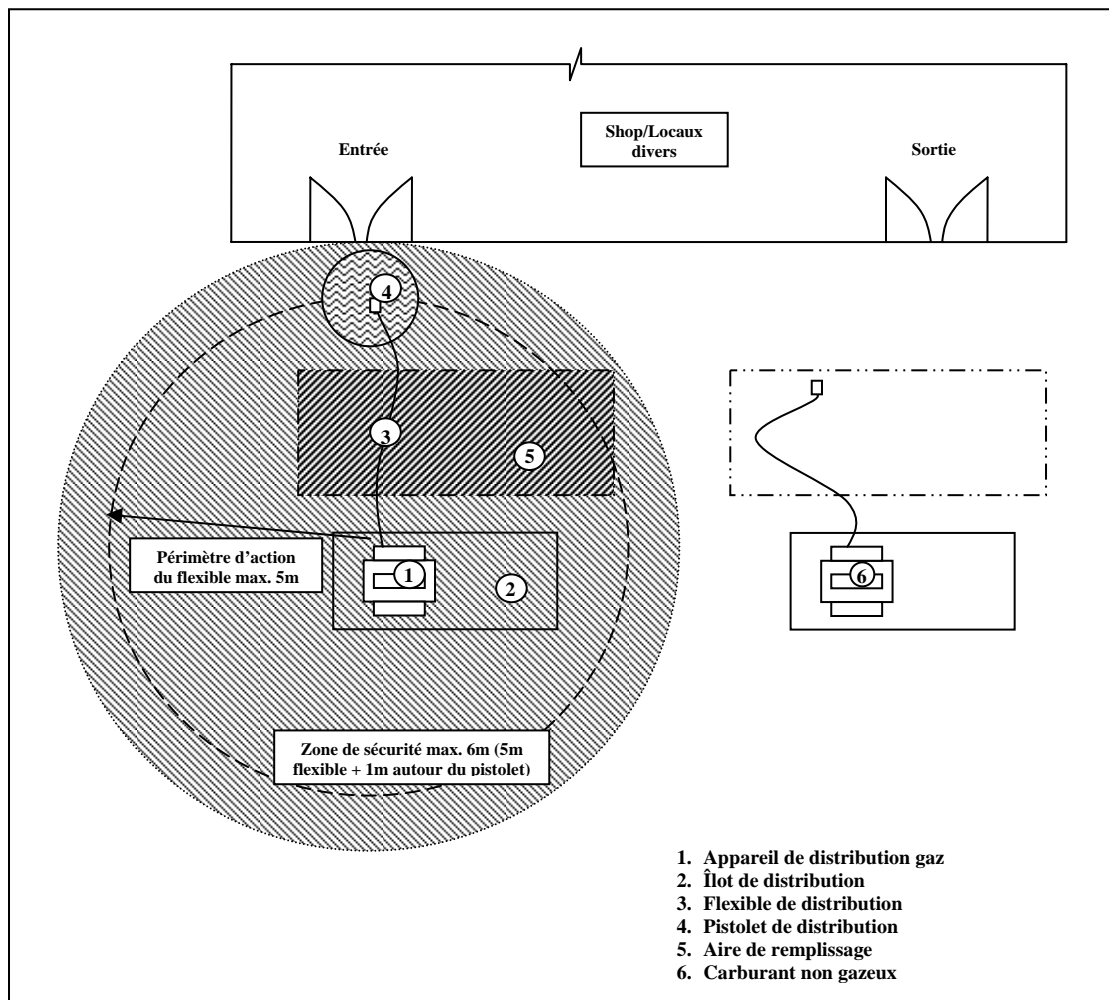 Shop/Locaux
divers
Entrée
Sortie
4
3
5
Périmètre d'action
du flexible max. 5m
1
2
6
Zone de sécurité max. 6m (5m
flexible + 1m autour du pistolet)
1. Appareil de distribution gaz
2. Îlot de distribution
3. Flexible de distribution
4. Pistolet de distribution
5. Aire de remplissage
6. Carburant non gazeux